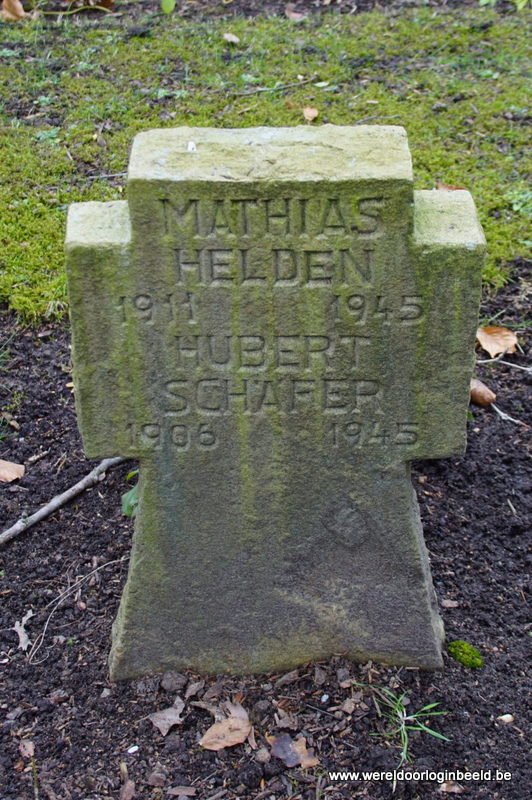 MATHIAS
HELDEN
1911 1945
HUBERT
SCHÄFER
1906 1945
www.wereldoorloginbeeld.be